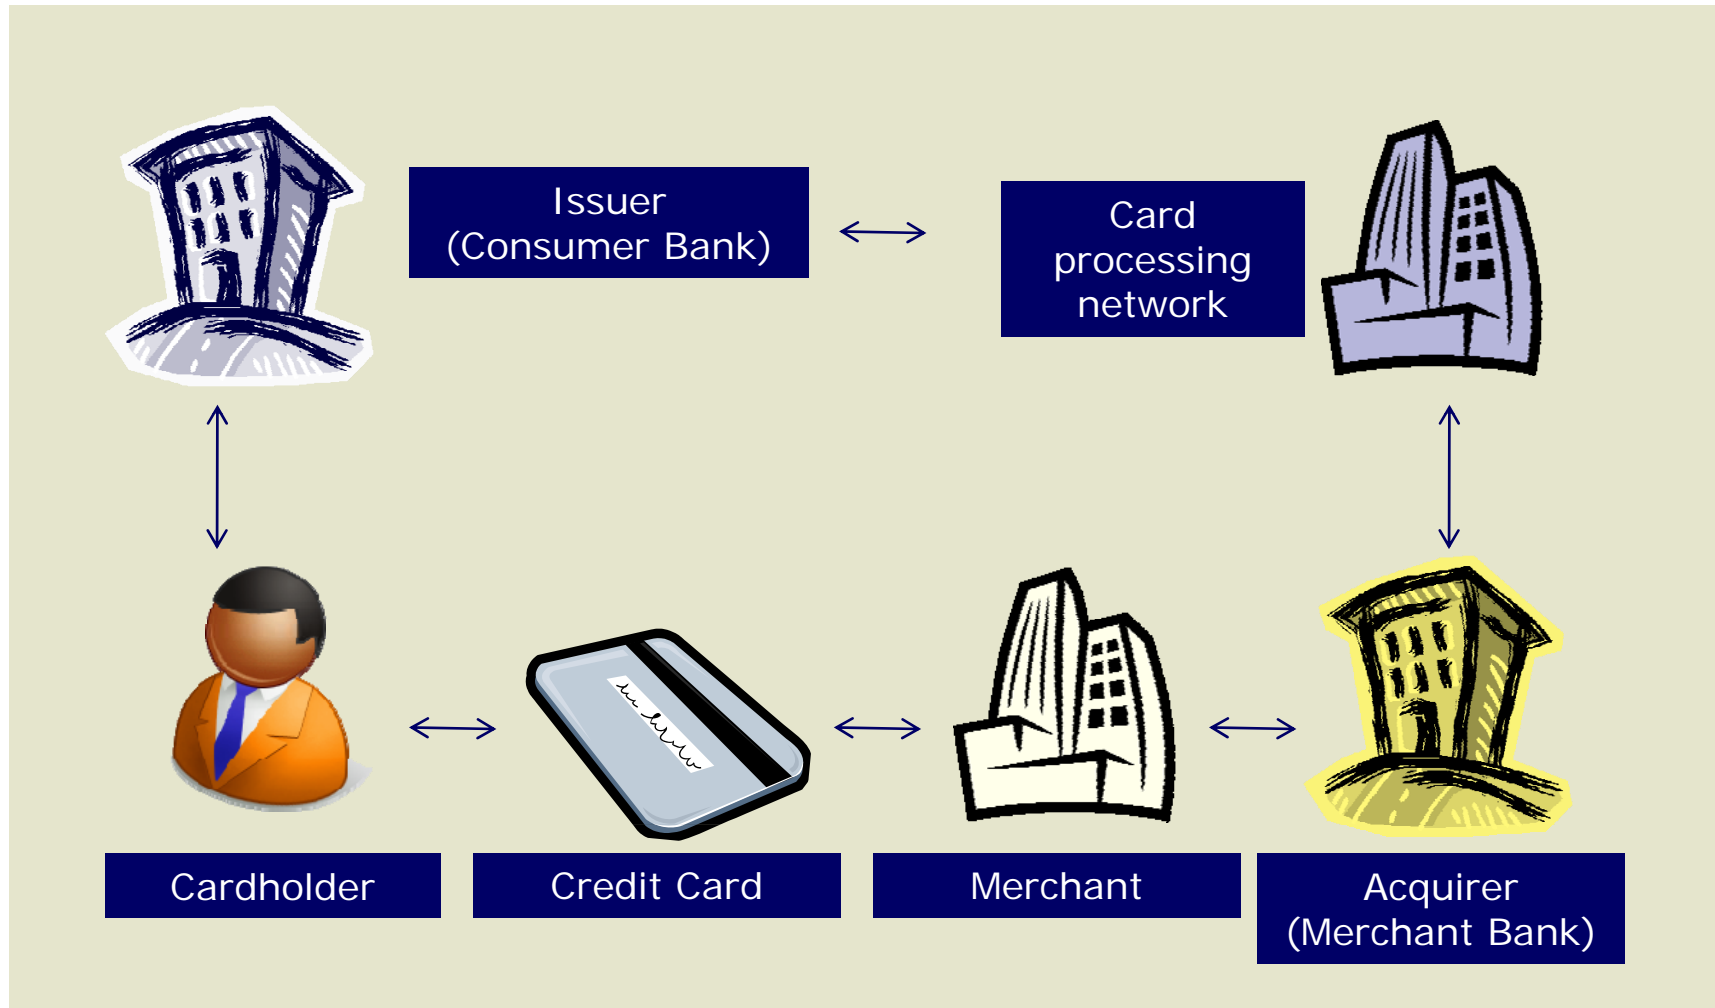 Issuer
(Consumer Bank)
Card
processing
network
Cardholder
Credit Card
Merchant
Acquirer
(Merchant Bank)